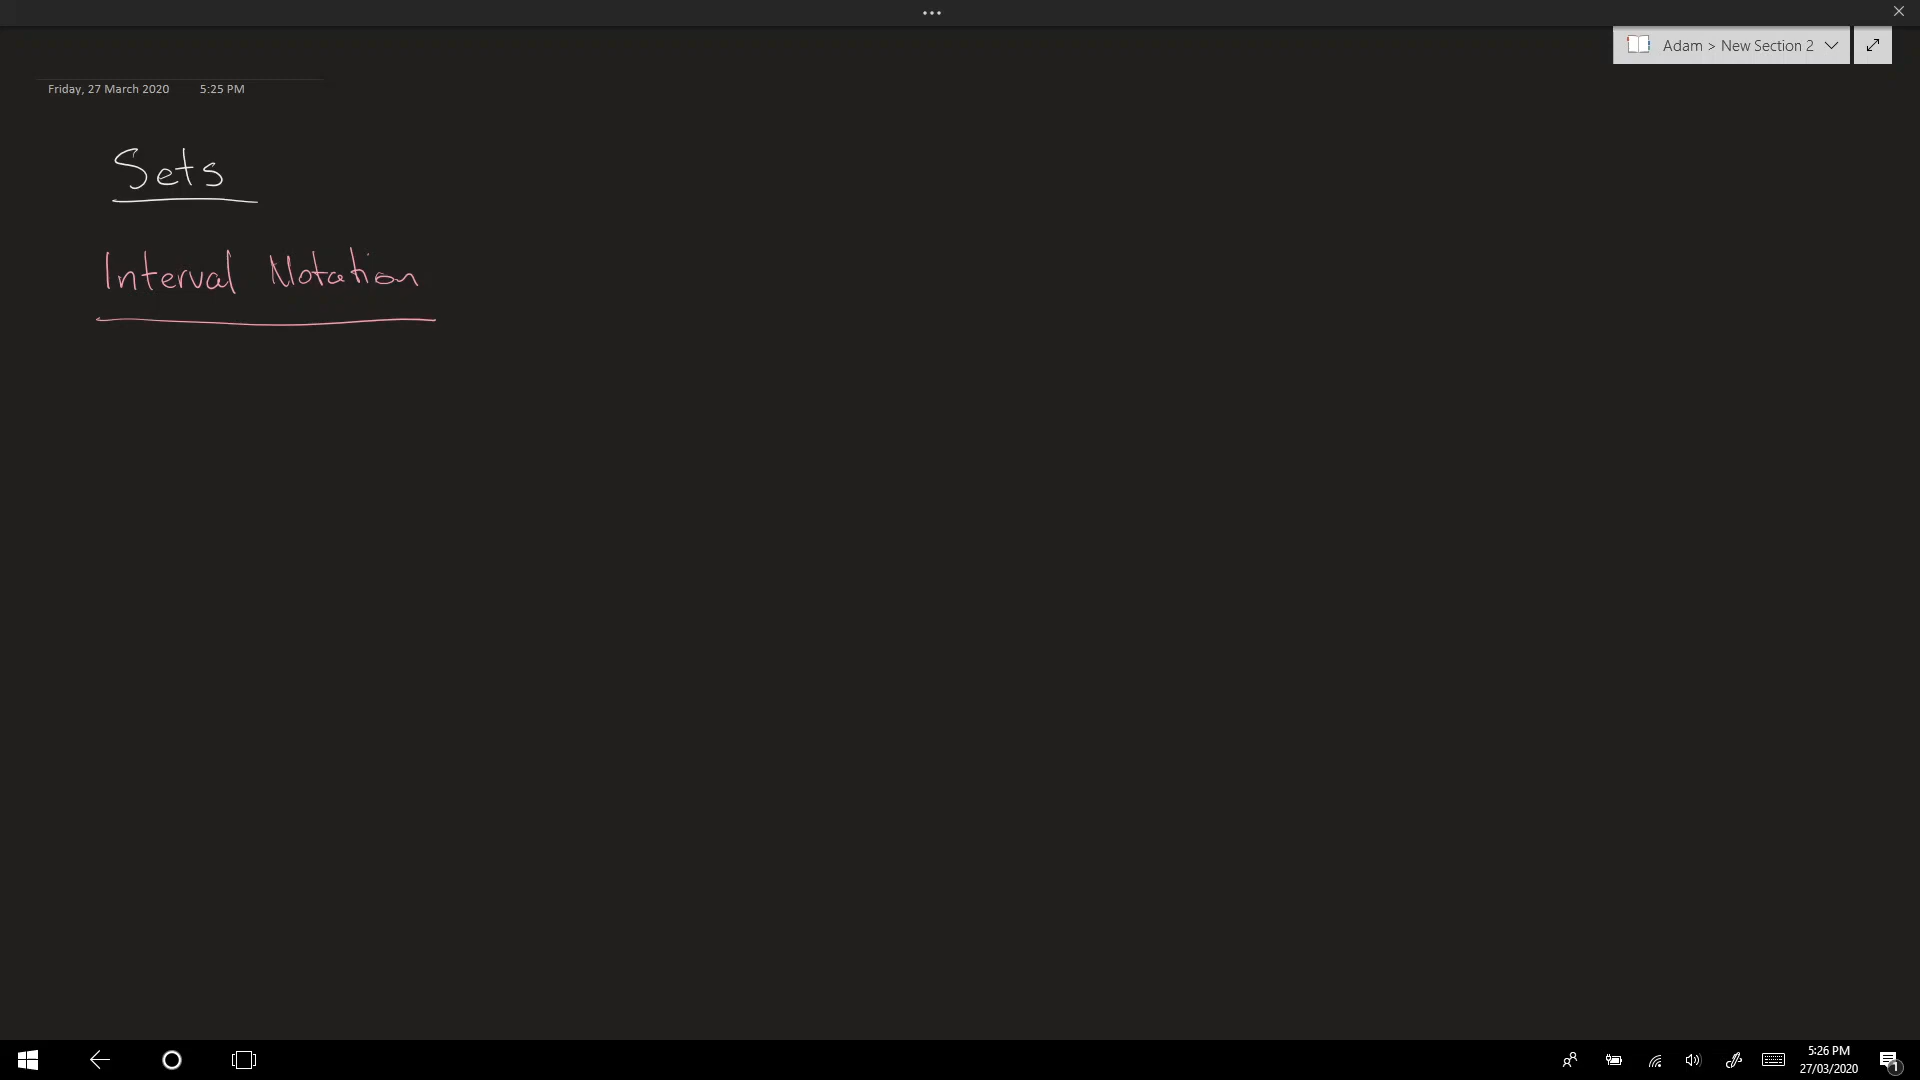 Adam > New Section 2
Friday, 27 March 2020 5:25 PM
Sets
Interval Notation
5:26 PM
27/03/2020
1